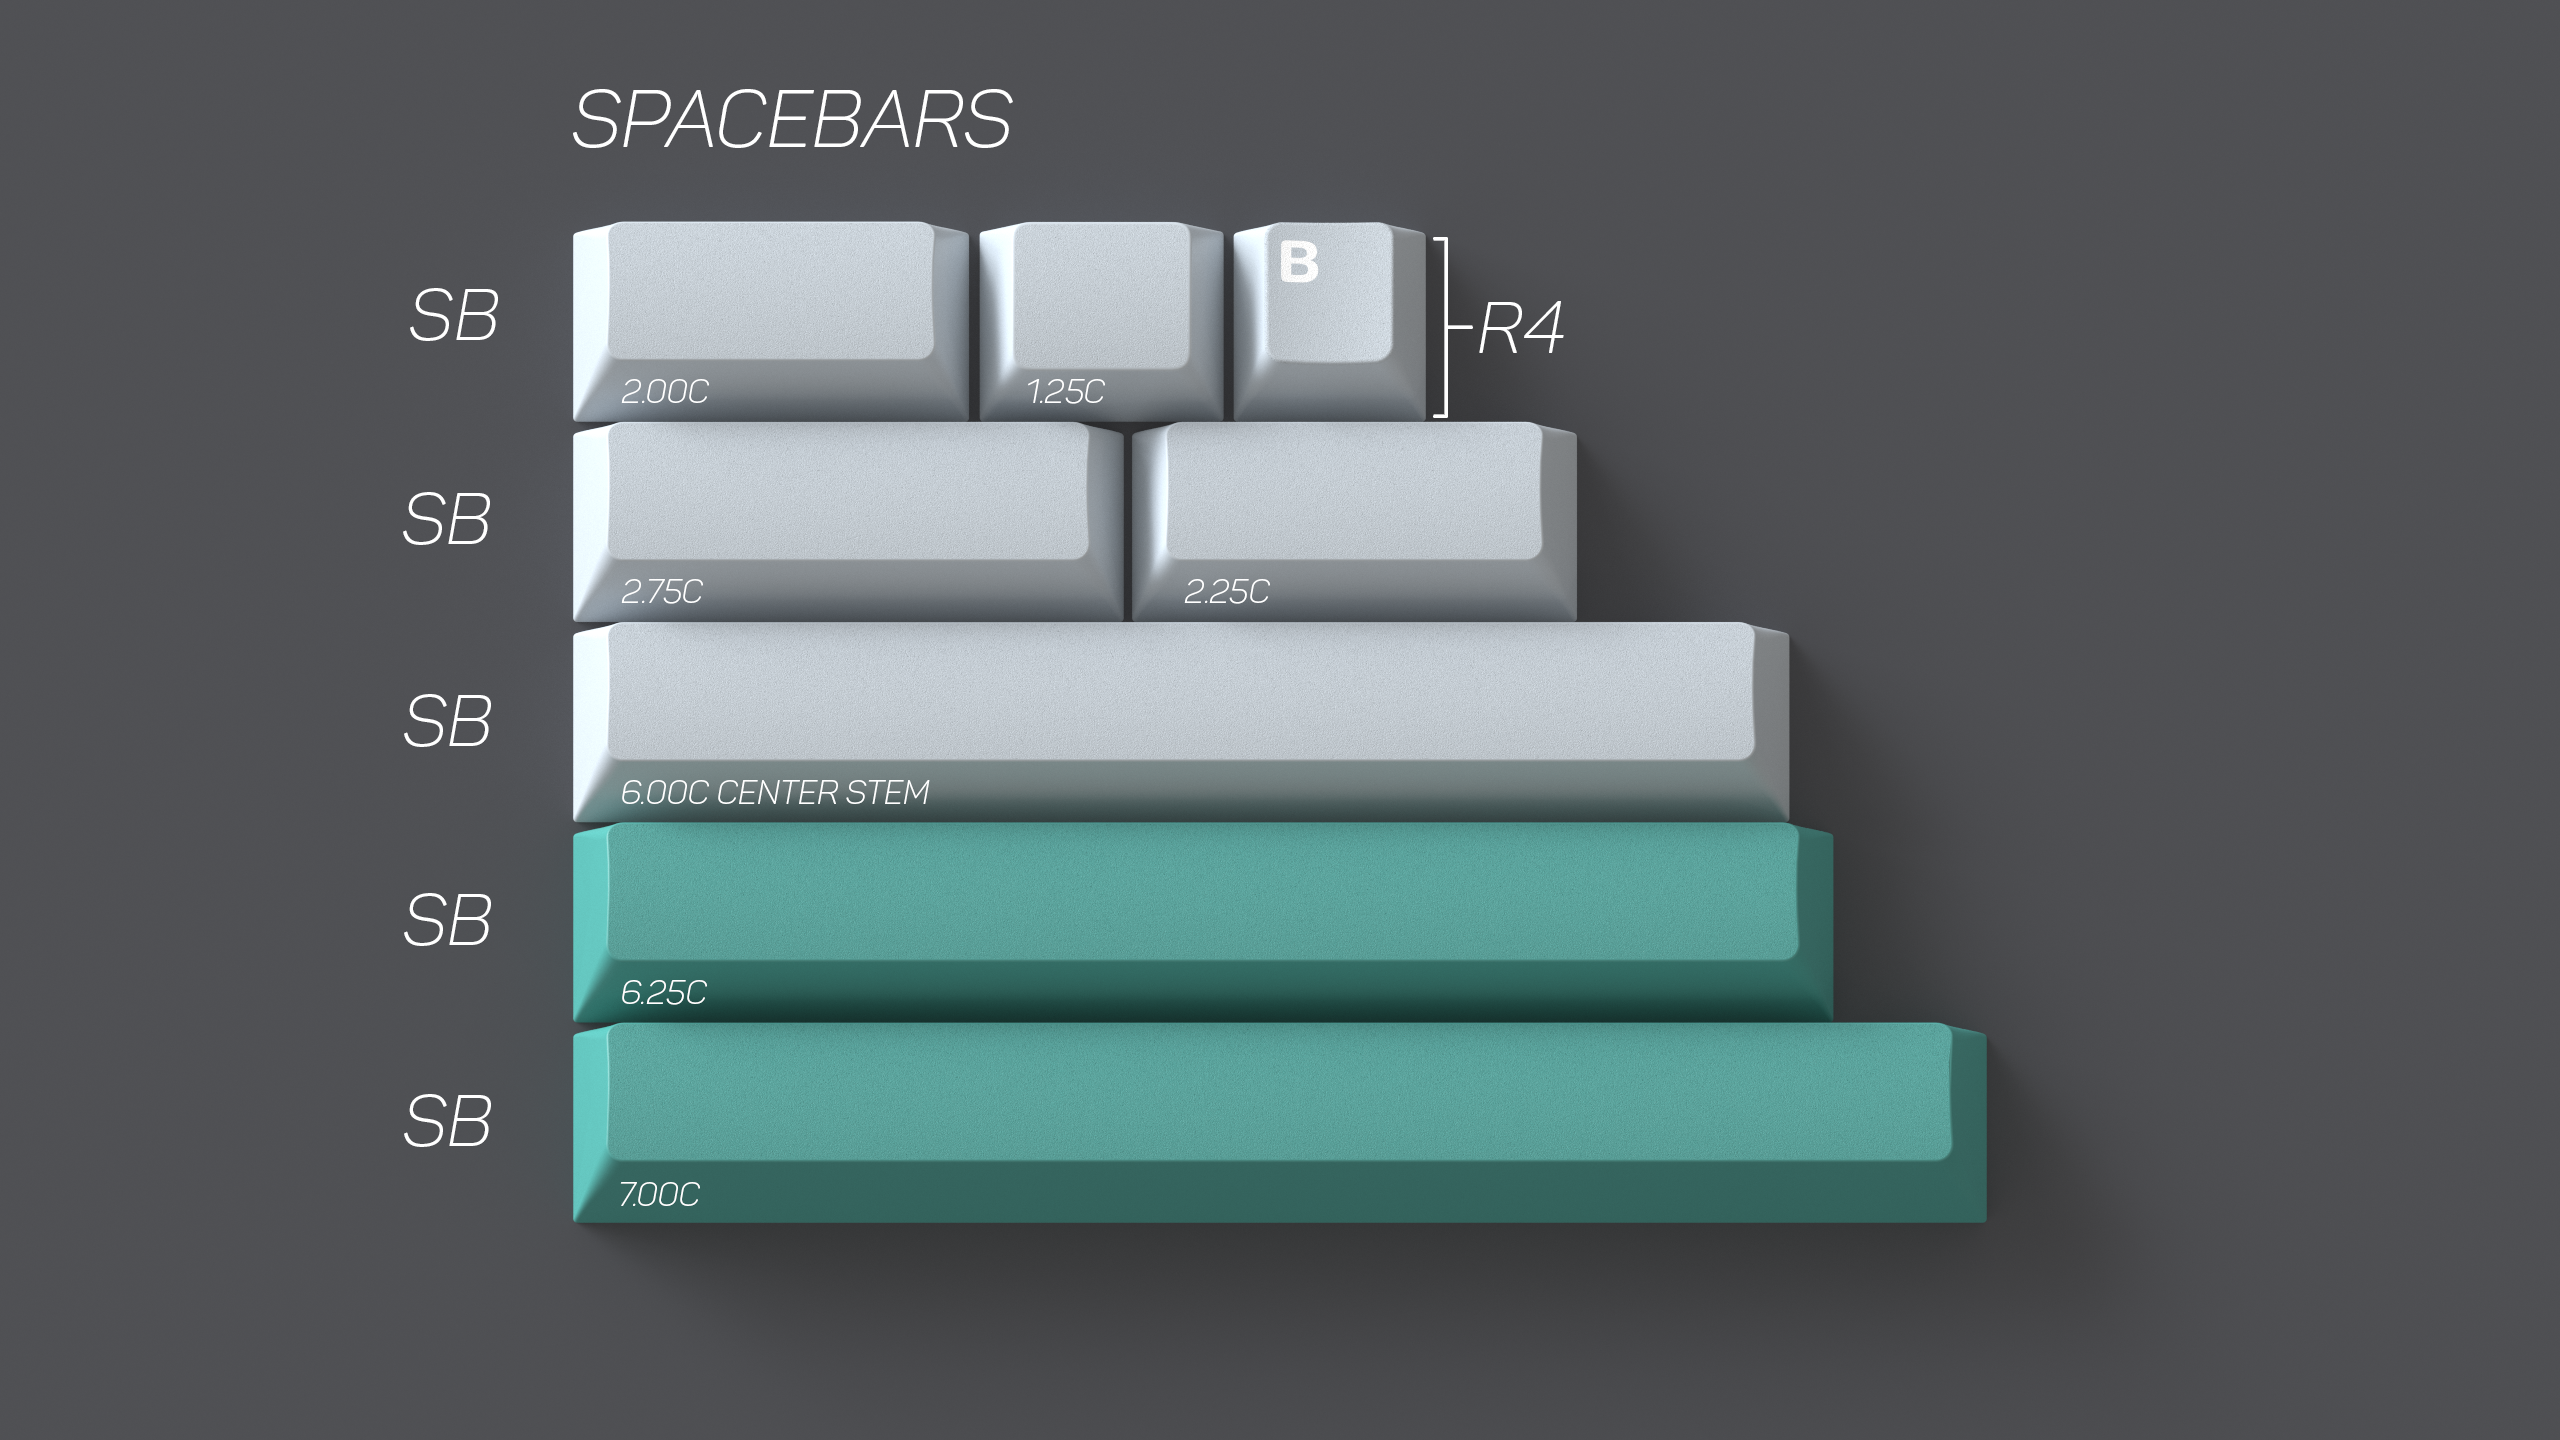 SPACEBARS
SB
B
R4
2.00C
1.25C
SB
2.75C
2.25C
SB
6.00C CENTER STEM
SB
6.25C
SB
7.00C